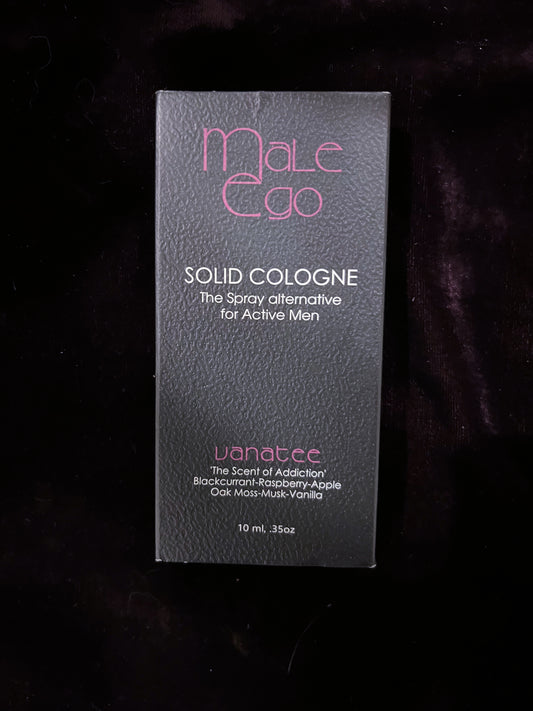 Male
Ego
SOLID COLOGNE
The Spray alternative
for Active Men
vanatee
'The Scent of Addiction'
Blackcurrant-Raspberry-Apple
Oak Moss-Musk-Vanilla
10 ml, .35oz